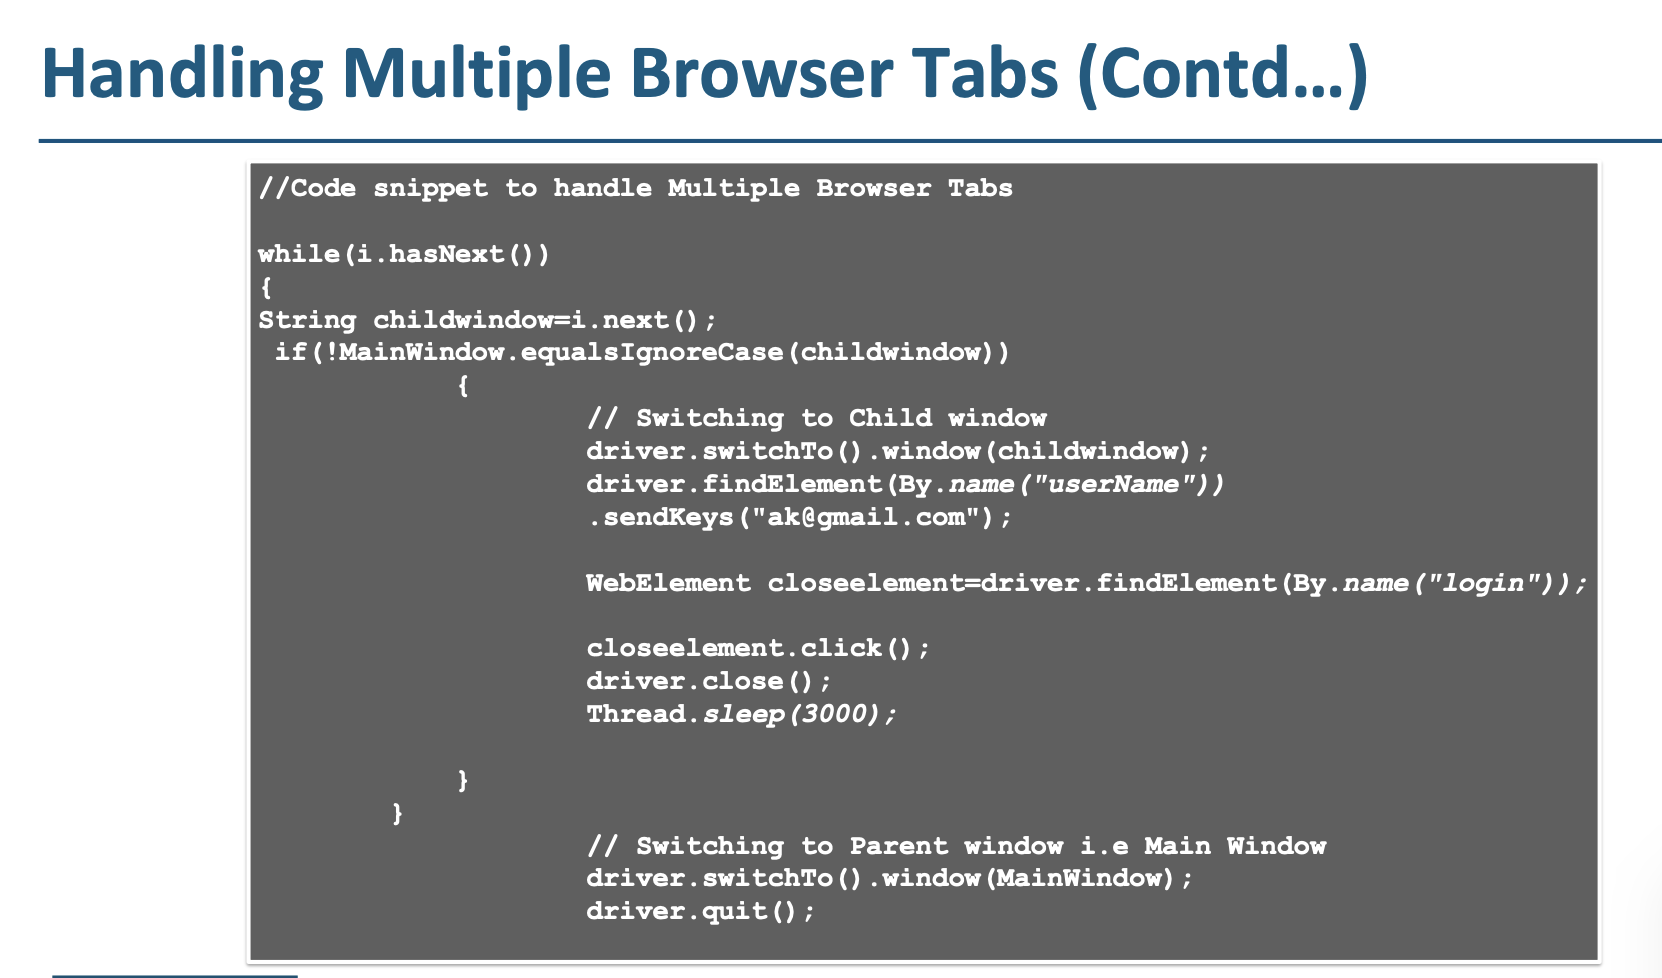 Handling Multiple Browser Tabs (Contd…)
//Code snippet to handle Multiple Browser Tabs
while(i.hasNext())
{
String childwindow=i.next();
if(!MainWindow.equalsIgnoreCase(childwindow))
{
// Switching to Child window
driver.switchTo().window(childwindow);
driver.findElement(By.name("userName"))
.sendKeys("ak@gmail.com");
WebElement closeelement=driver.findElement(By.name("login"));
closeelement.click();
driver.close();
Thread.sleep(3000);
}
}
// Switching to Parent window i.e Main Window
driver.switchTo().window(MainWindow);
driver.quit();